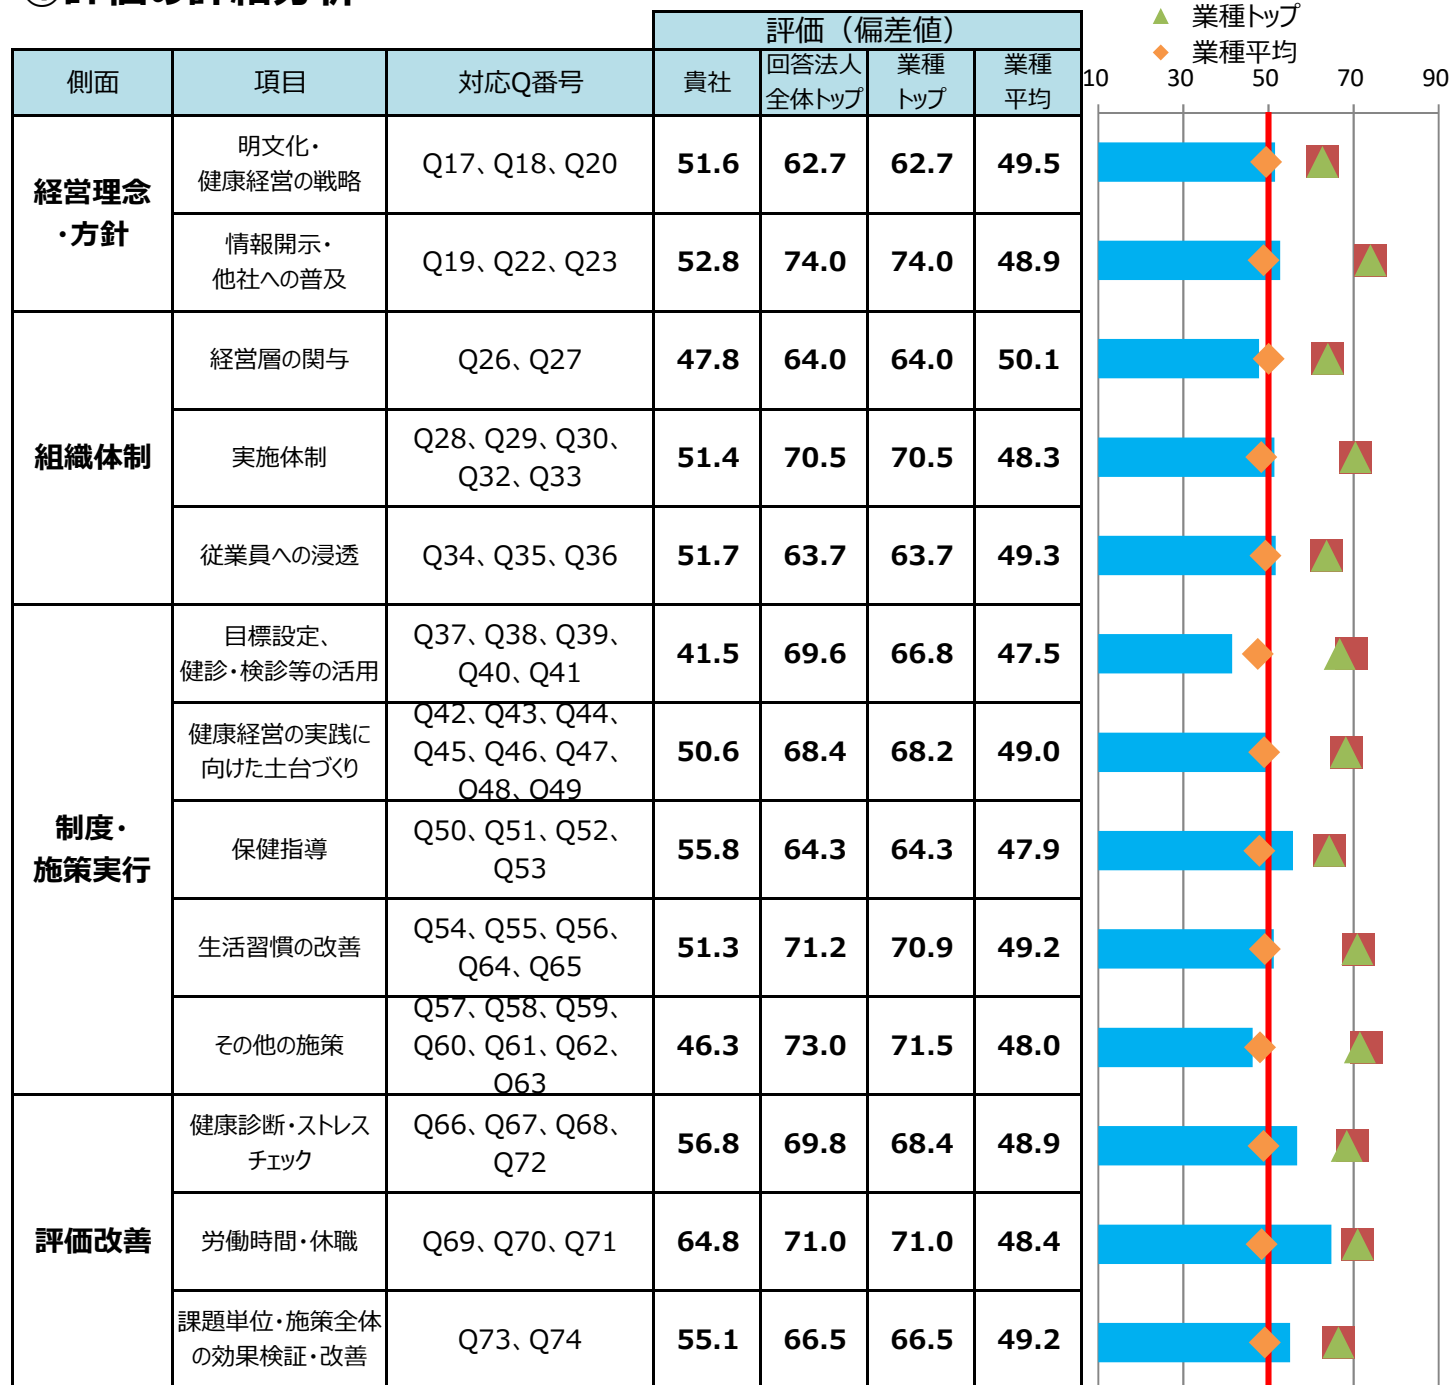 評価（偏差値）
▲ 業種トップ
◆ 業種平均
側面 項目 対応Q番号 貴社 回答法人全体トップ 業種トップ 業種平均
10 30 50 70 90
経営理念・方針
明文化・健康経営の戦略 Q17、Q18、Q20 51.6 62.7 62.7 49.5
情報開示・他社への普及 Q19、Q22、Q23 52.8 74.0 74.0 48.9
組織体制
経営層の関与 Q26、Q27 47.8 64.0 64.0 50.1
実施体制 Q28、Q29、Q30、Q32、Q33 51.4 70.5 70.5 48.3
従業員への浸透 Q34、Q35、Q36 51.7 63.7 63.7 49.3
制度・施策実行
目標設定、健診・検診等の活用 Q37、Q38、Q39、Q40、Q41 41.5 69.6 66.8 47.5
健康経営の実践に向けた土台づくり Q42、Q43、Q44、Q45、Q46、Q47、Q48、Q49 50.6 68.4 68.2 49.0
保健指導 Q50、Q51、Q52、Q53 55.8 64.3 64.3 47.9
生活習慣の改善 Q54、Q55、Q56、Q64、Q65 51.3 71.2 70.9 49.2
その他の施策 Q57、Q58、Q59、Q60、Q61、Q62、Q63 46.3 73.0 71.5 48.0
評価改善
健康診断・ストレスチェック Q66、Q67、Q68、Q72 56.8 69.8 68.4 48.9
労働時間・休職 Q69、Q70、Q71 64.8 71.0 71.0 48.4
課題単位・施策全体の効果検証・改善 Q73、Q74 55.1 66.5 66.5 49.2